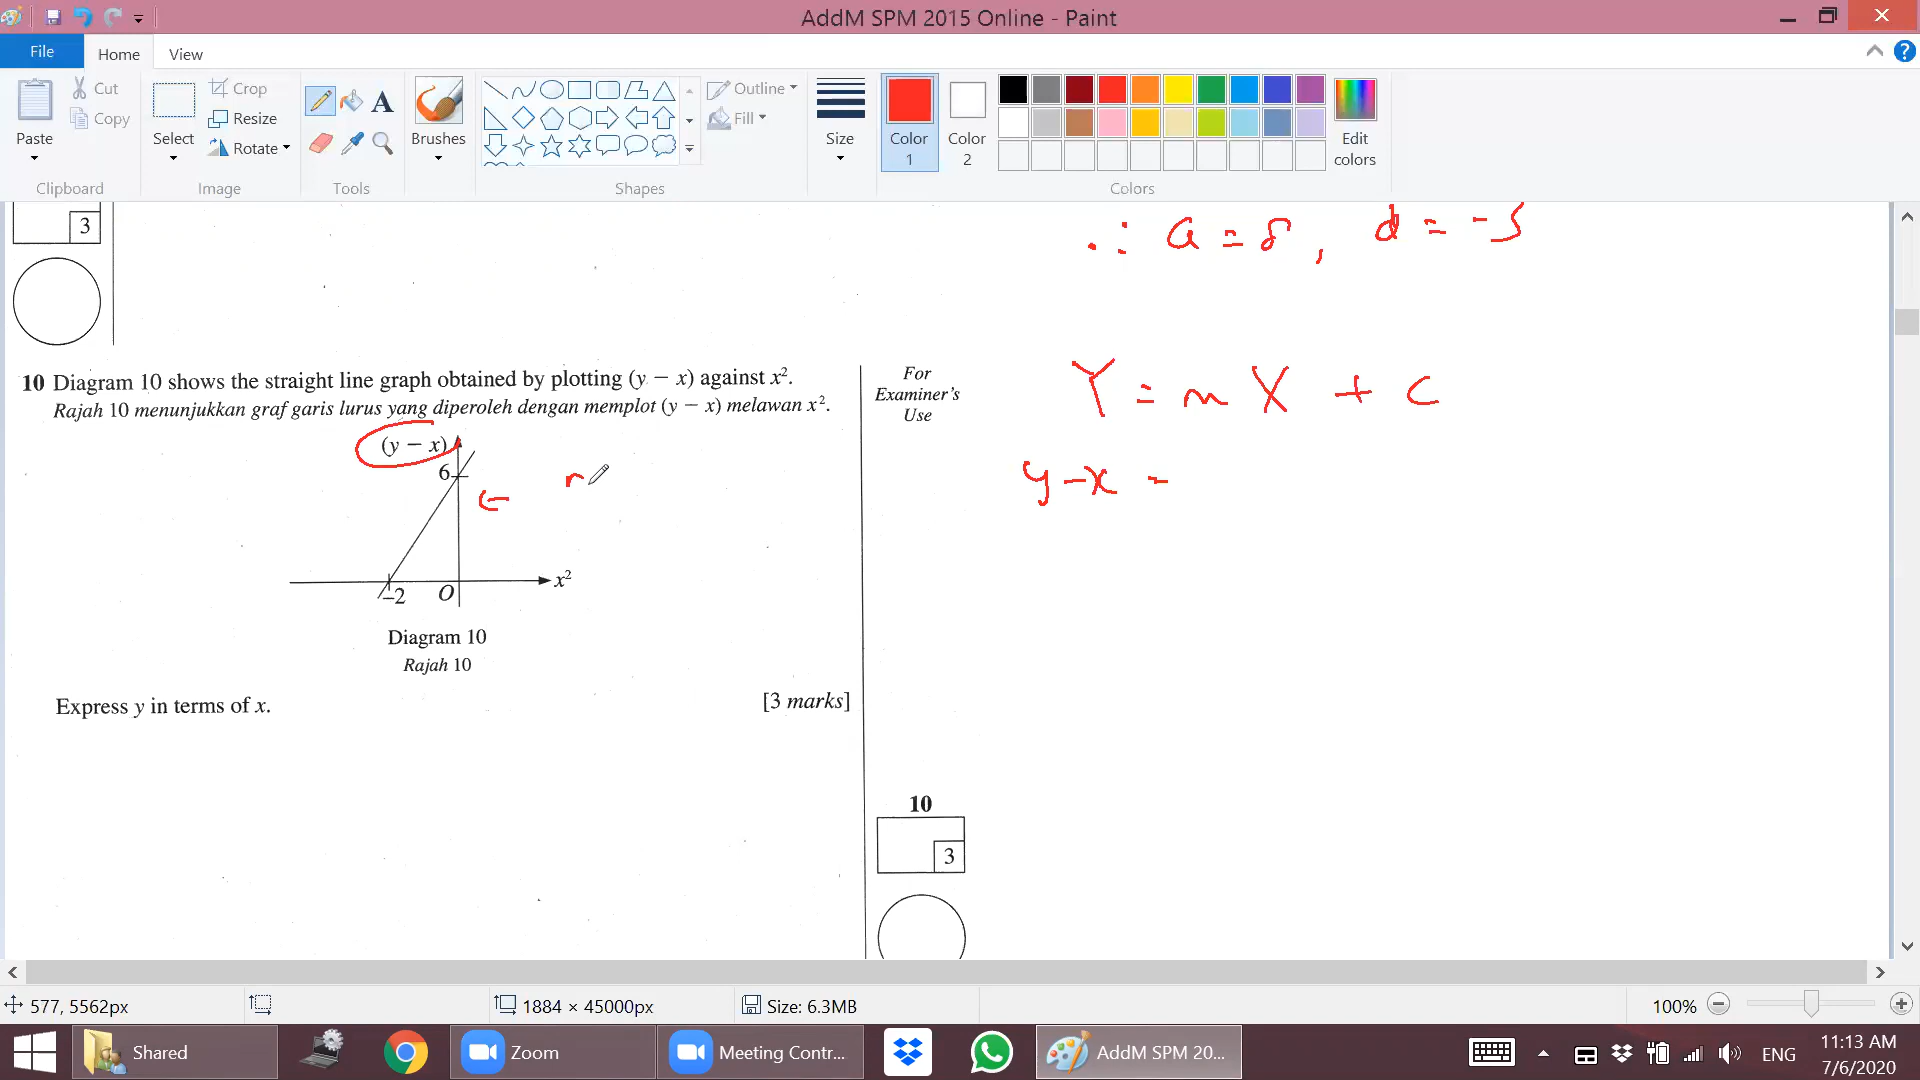 AddM SPM 2015 Online - Paint
File
Home
View
Paste
Cut
Copy
Clipboard
Select
Crop
Resize
Rotate
Image
A
Tools
Brushes
Shapes
Outline
Fill
Size
Color 1
Color 2
Edit colors
Colors
3
∴ a = 8, d = -5
10 Diagram 10 shows the straight line graph obtained by plotting (y − x) against x².
Rajah 10 menunjukkan graf garis lurus yang diperoleh dengan memplot (y − x) melawan x².
For
Examiner's
Use
Y = m X + c
(y − x)
6
y - x =
x²
−2
O
Diagram 10
Rajah 10
Express y in terms of x.
[3 marks]
10
3
577, 5562px
1884 × 45000px
Size: 6.3MB
100%
Shared
Zoom
Meeting Contr...
AddM SPM 20...
ENG
11:13 AM
7/6/2020